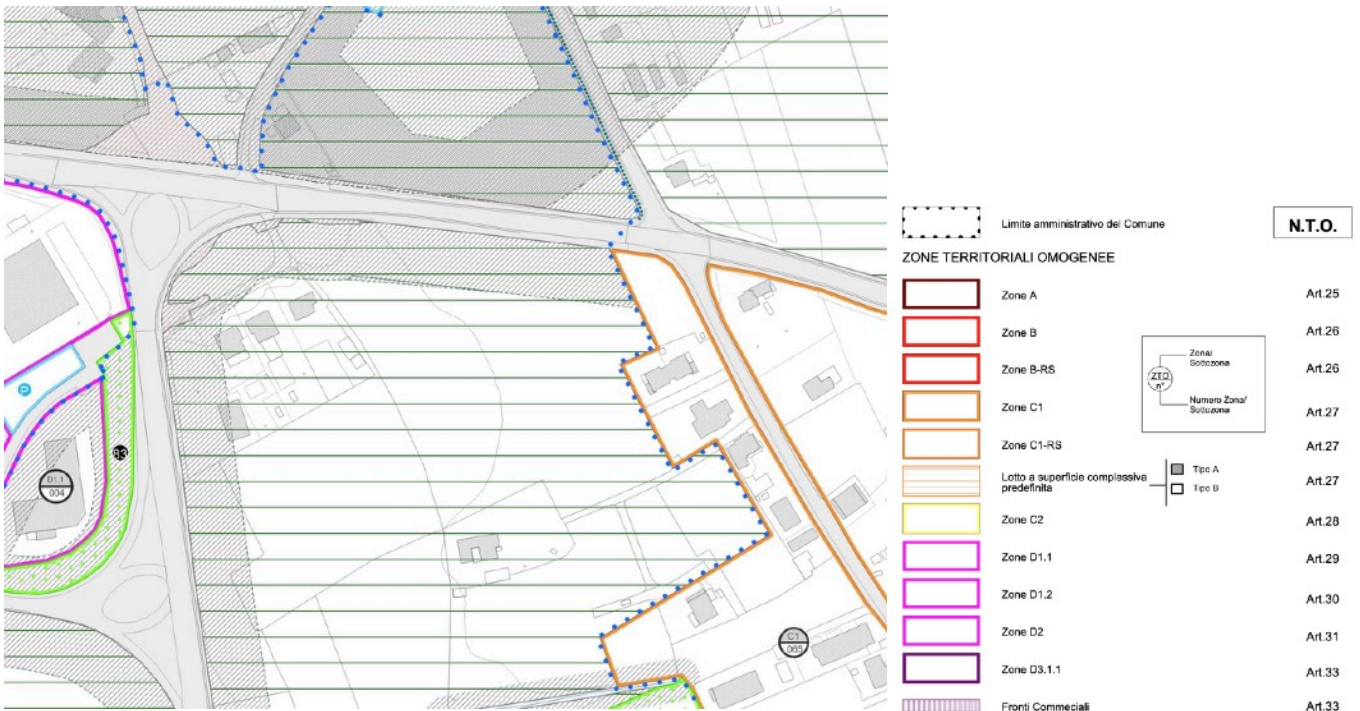 D1.1
004
83
C1
065
Limite amministrativo del Comune
N.T.O.
ZONE TERRITORIALI OMOGENEE
Zone A
Art.25
Zone B
Art.26
Zone B-RS
Art.26
Zone C1
Art.27
Zone C1-RS
Art.27
Lotto a superficie complessiva
predefinita
Art.27
Zone C2
Art.28
Zone D1.1
Art.29
Zone D1.2
Art.30
Zone D2
Art.31
Zone D3.1.1
Art.33
Fronti Commeciali
Art.33
Zona/
Sottozona
ZTO
n°
Numero Zona/
Sottozona
Tipo A
Tipo B